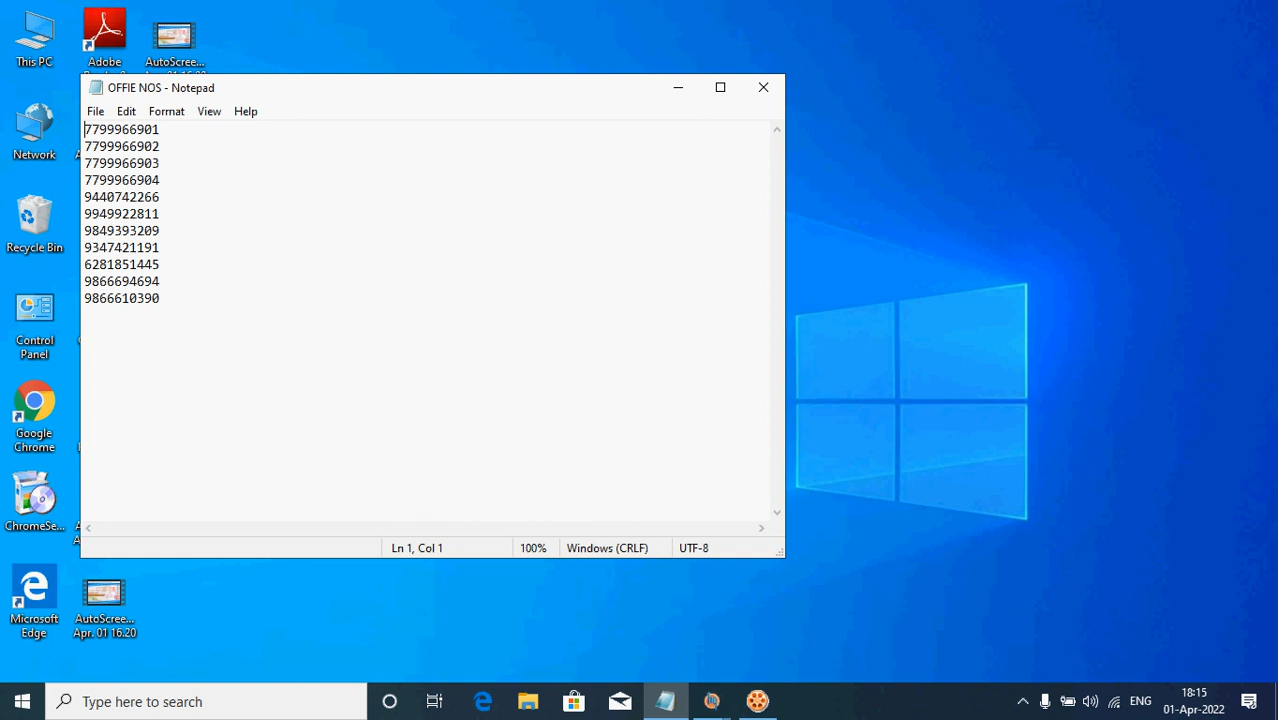 This PC
Adobe
AutoScree...
OFFIE NOS - Notepad
File Edit Format View Help
7799966901
7799966902
7799966903
7799966904
9440742266
9949922811
9849393209
9347421191
6281851445
9866694694
9866610390
Ln 1, Col 1 100% Windows (CRLF) UTF-8
Network
Recycle Bin
Control
Panel
Google
Chrome
ChromeSe...
Microsoft
Edge
AutoScree...
Apr. 01 16.20
Type here to search
ENG
18:15
01-Apr-2022